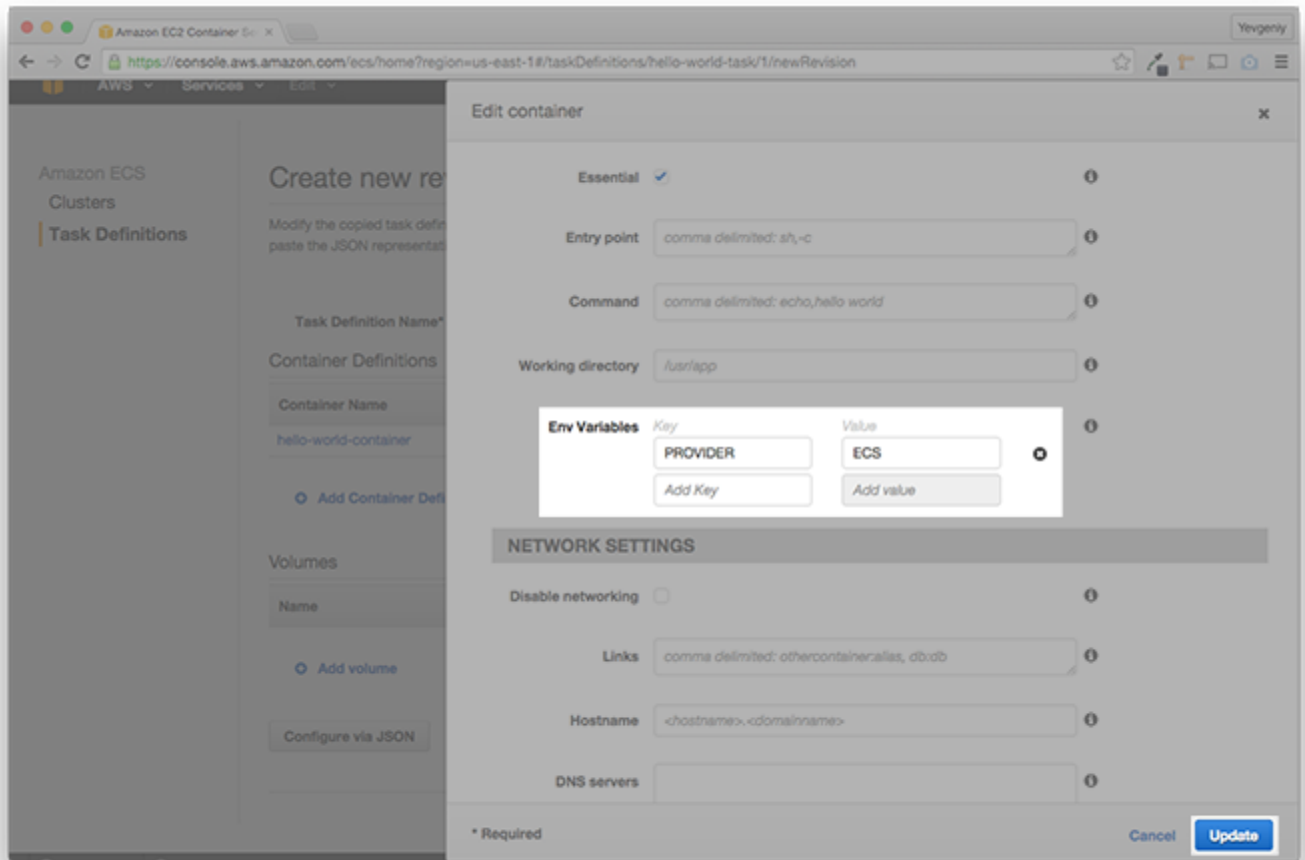 Amazon EC2 Container Se
Yevgeniy
https://console.aws.amazon.com/ecs/home?region=us-east-1#/taskDefinitions/hello-world-task/1/newRevision
AWS Services Edit
Edit container
Amazon ECS
Clusters
Task Definitions
Create new re
Modify the copied task defin
paste the JSON representati
Task Definition Name*
Container Definitions
Container Name
hello-world-container
Add Container Defi
Volumes
Name
Add volume
Configure via JSON
Essential
Entry point comma delimited: sh,-c
Command comma delimited: echo,hello world
Working directory /usr/app
Env Variables Key Value
PROVIDER ECS
Add Key Add value
NETWORK SETTINGS
Disable networking
Links comma delimited: othercontainer:alias, db:db
Hostname <hostname>.<domainname>
DNS servers
* Required Cancel Update